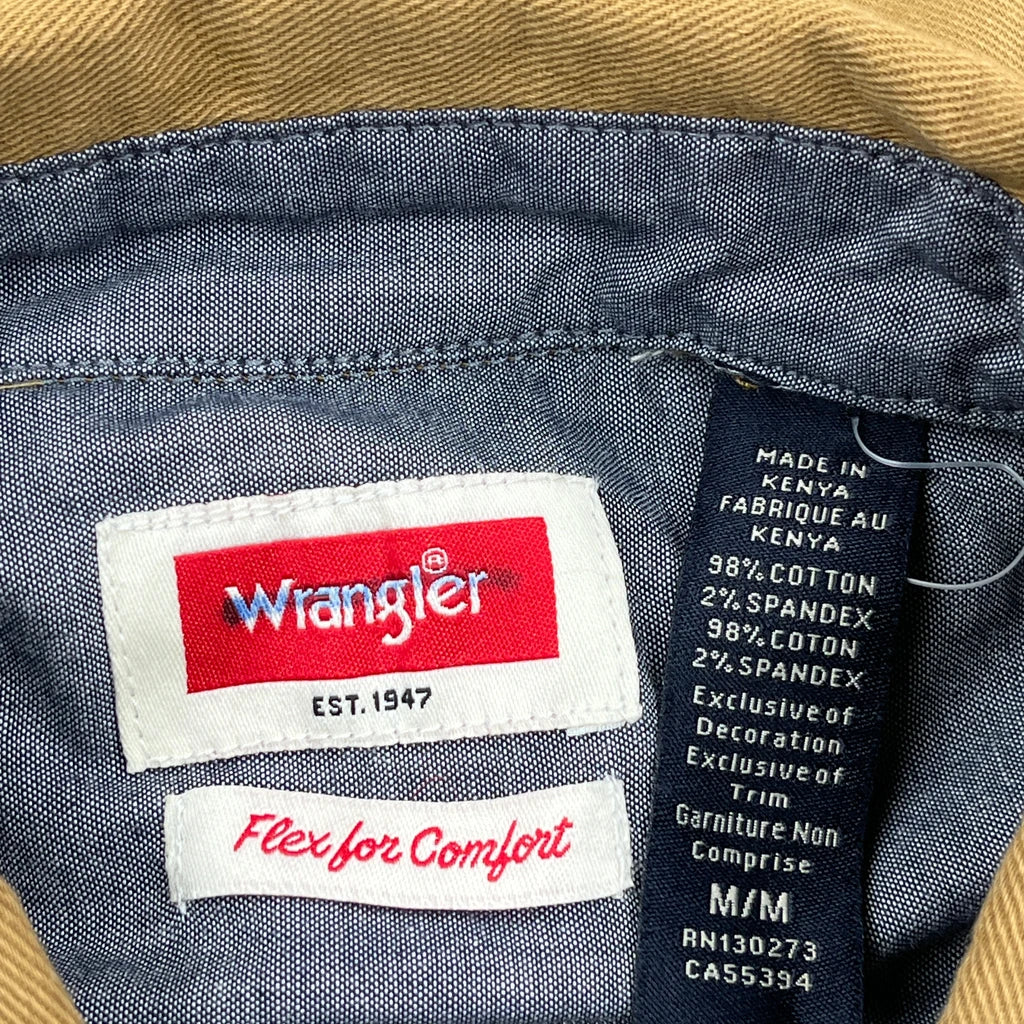 Wrangler®
EST. 1947
Flex for Comfort
MADE IN
KENYA
FABRIQUE AU
KENYA
98% COTTON
2% SPANDEX
98% COTON
2% SPANDEX
Exclusive of
Decoration
Exclusive of
Trim
Garniture Non
Comprise
M/M
RN130273
CA55394